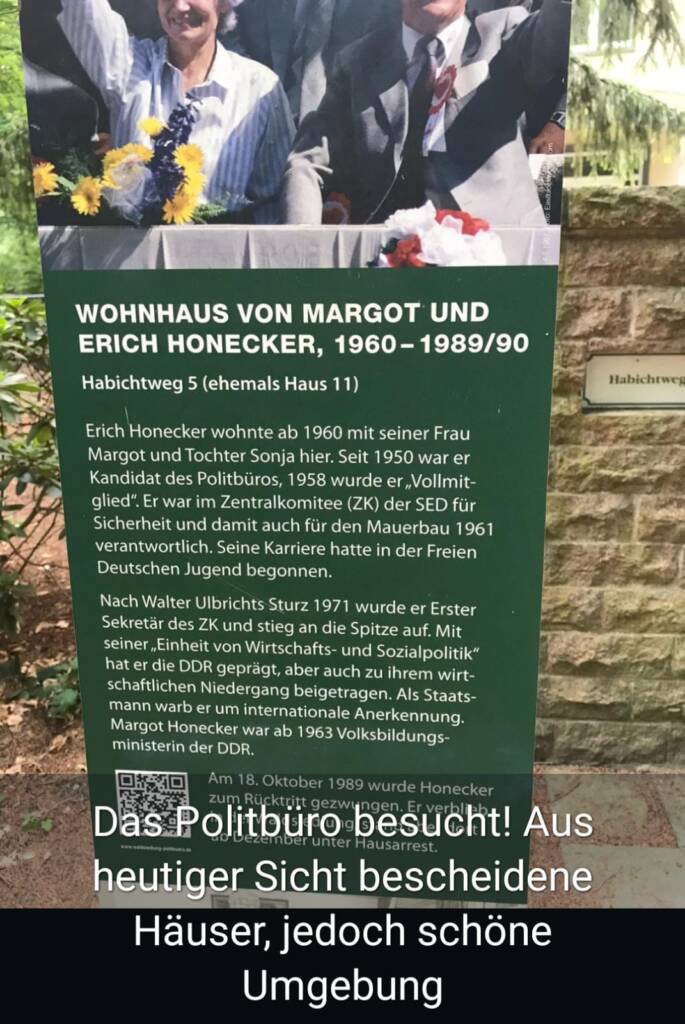 WOHNHAUS VON MARGOT UND
ERICH HONECKER, 1960–1989/90
Habichtweg 5 (ehemals Haus 11)
Habichtweg
Erich Honecker wohnte ab 1960 mit seiner Frau
Margot und Tochter Sonja hier. Seit 1950 war er
Kandidat des Politbüros, 1958 wurde er „Vollmit-
glied“. Er war im Zentralkomitee (ZK) der SED für
Sicherheit und damit auch für den Mauerbau 1961
verantwortlich. Seine Karriere hatte in der Freien
Deutschen Jugend begonnen.
Nach Walter Ulbrichts Sturz 1971 wurde er Erster
Sekretär des ZK und stieg an die Spitze auf. Mit
seiner „Einheit von Wirtschafts- und Sozialpolitik“
hat er die DDR geprägt, aber auch zu ihrem wirt-
schaftlichen Niedergang beigetragen. Als Staats-
mann warb er um internationale Anerkennung.
Margot Honecker war ab 1963 Volksbildungs-
ministerin der DDR.
Am 18. Oktober 1989 wurde Honecker
zum Rücktritt gezwungen. Er verblieb
ab Dezember unter Hausarrest.
Das Politbüro besucht! Aus
heutiger Sicht bescheidene
Häuser, jedoch schöne
Umgebung